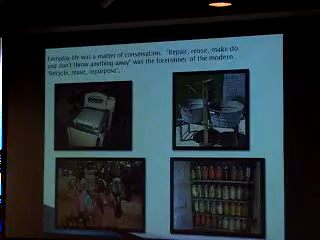 Everyday life was a matter of conservation. "Repair, reuse, make do
and don't throw anything away" was the forerunner of the modern
"Recycle, reuse, repurpose".